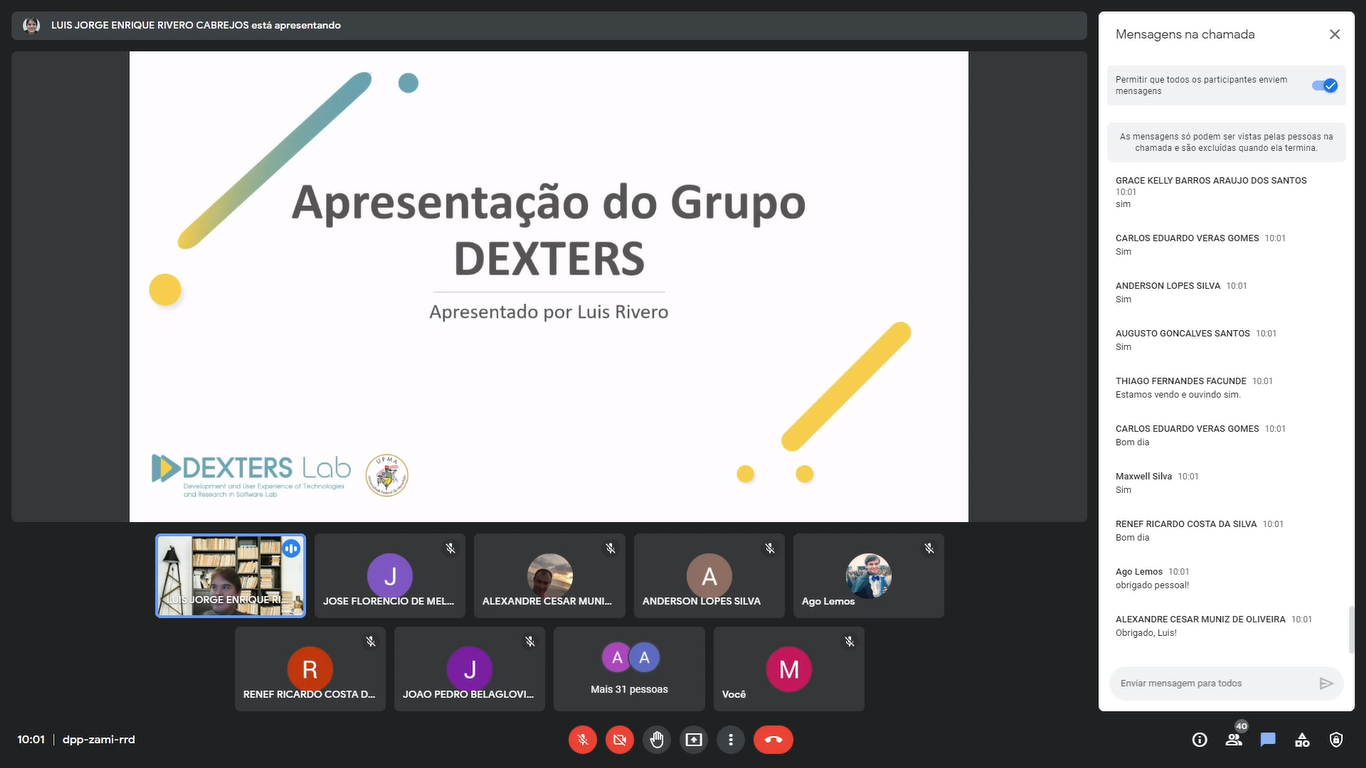 LUIS JORGE ENRIQUE RIVERO CABREJOS está apresentando
Apresentação do Grupo
DEXTERS
Apresentado por Luis Rivero
DEXTERS Lab
Development and User Experience of Technologies
and Research in Software Lab
UFMA
LUIS JORGE ENRIQUE RI...
J
JOSE FLORENCIO DE MEL...
ALEXANDRE CESAR MUNI...
A
ANDERSON LOPES SILVA
Ago Lemos
R
RENEF RICARDO COSTA D...
J
JOAO PEDRO BELAGLOVI...
A A
Mais 31 pessoas
M
Você
10:01 | dpp-zami-rrd
Mensagens na chamada
Permitir que todos os participantes enviem
mensagens
As mensagens só podem ser vistas pelas pessoas na
chamada e são excluídas quando ela termina.
GRACE KELLY BARROS ARAUJO DOS SANTOS
10:01
sim
CARLOS EDUARDO VERAS GOMES 10:01
Sim
ANDERSON LOPES SILVA 10:01
Sim
AUGUSTO GONCALVES SANTOS 10:01
Sim
THIAGO FERNANDES FACUNDE 10:01
Estamos vendo e ouvindo sim.
CARLOS EDUARDO VERAS GOMES 10:01
Bom dia
Maxwell Silva 10:01
Sim
RENEF RICARDO COSTA DA SILVA 10:01
Bom dia
Ago Lemos 10:01
obrigado pessoal!
ALEXANDRE CESAR MUNIZ DE OLIVEIRA 10:01
Obrigado, Luis!
Enviar mensagem para todos
40